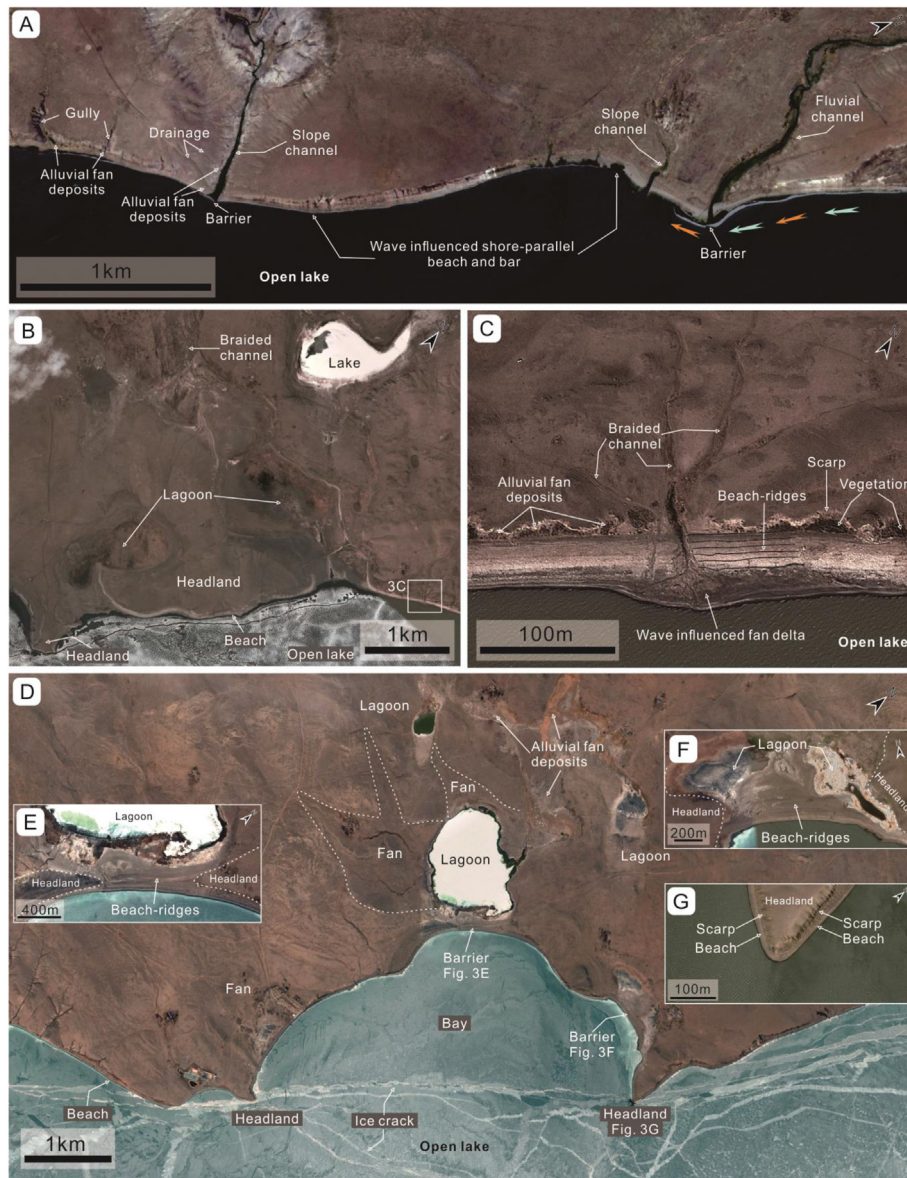 A
Gully
Drainage
Alluvial fan
deposits
Alluvial fan
deposits
Slope
channel
Barrier
Slope
channel
Fluvial
channel
Wave influenced shore-parallel
beach and bar
Barrier
1km
Open lake
B
Braided
channel
Lake
Lagoon
Headland
3C
Beach
Headland
Open lake
1km
C
Braided
channel
Scarp
Alluvial fan
deposits
Beach-ridges
Vegetation
100m
Wave influenced fan delta
Open lake
D
Lagoon
Alluvial fan
deposits
Fan
Fan
Lagoon
Lagoon
Barrier
Fig. 3E
Fan
Bay
Barrier
Fig. 3F
Beach
Headland
Ice crack
Headland
Fig. 3G
1km
Open lake
E
Lagoon
Headland
Headland
Beach-ridges
400m
F
Lagoon
Headland
Headland
200m
Beach-ridges
G
Headland
Scarp
Beach
Scarp
Beach
100m